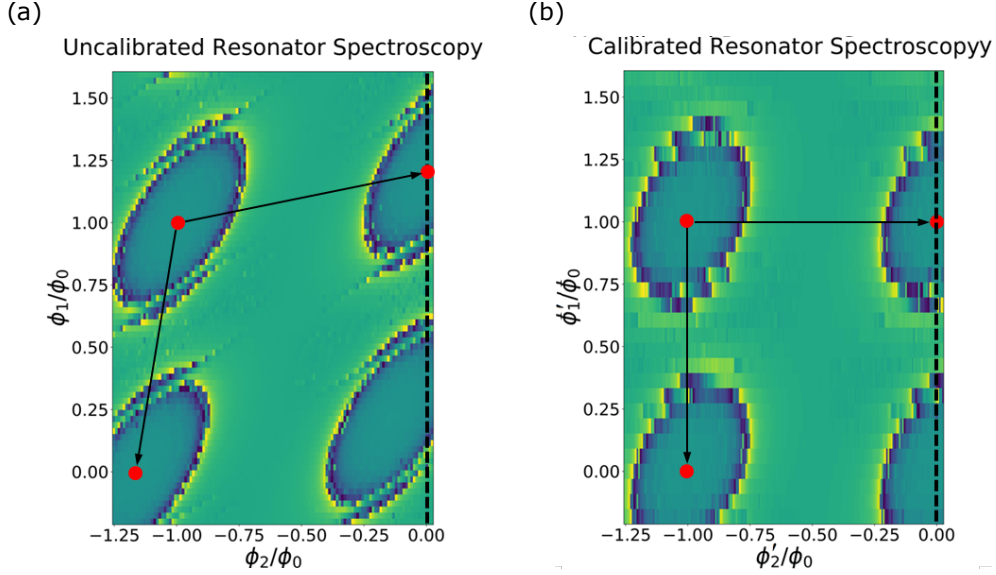 (a)
Uncalibrated Resonator Spectroscopy
1.50
1.25
1.00
0.75
0.50
0.25
0.00
ϕ1/ϕ0
−1.25 −1.00 −0.75 −0.50 −0.25 0.00
ϕ2/ϕ0
(b)
Calibrated Resonator Spectroscopyy
1.50
1.25
1.00
0.75
0.50
0.25
0.00
ϕ′1/ϕ0
−1.25 −1.00 −0.75 −0.50 −0.25 0.00
ϕ′2/ϕ0